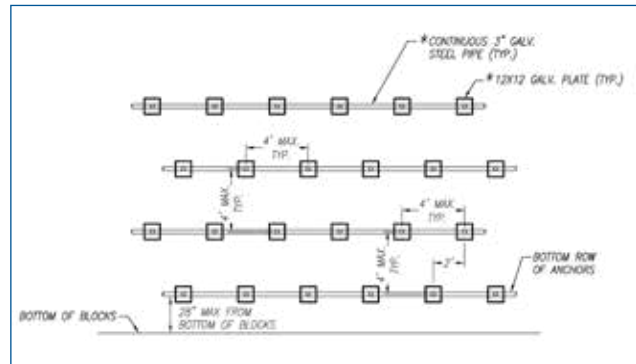 *CONTINUOUS 3" GALV.
STEEL PIPE (TYP.)
*12X12 GALV. PLATE (TYP.)
4' MAX.
TYP.
4' MAX.
TYP.
4' MAX.
TYP.
4' MAX.
TYP.
2'
BOTTOM ROW
OF ANCHORS
28" MAX FROM
BOTTOM OF BLOCKS
BOTTOM OF BLOCKS